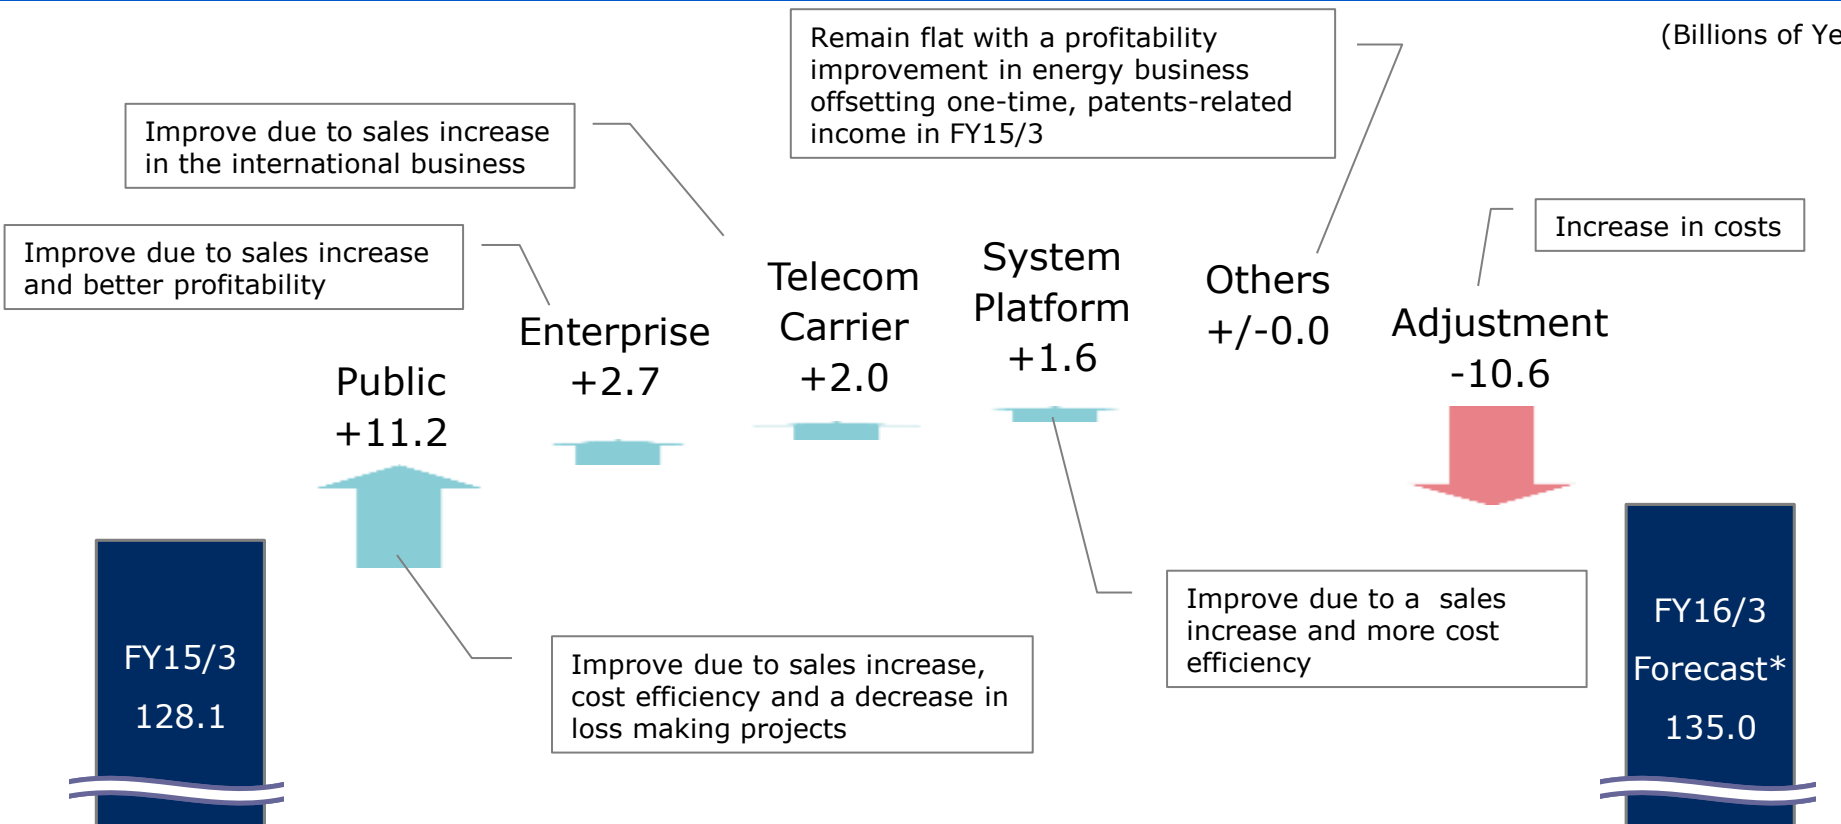 (Billions of Ye
Remain flat with a profitability
improvement in energy business
offsetting one-time, patents-related
income in FY15/3
Improve due to sales increase
in the international business
Increase in costs
Improve due to sales increase
and better profitability
Public
+11.2
Enterprise
+2.7
Telecom
Carrier
+2.0
System
Platform
+1.6
Others
+/-0.0
Adjustment
-10.6
FY15/3
128.1
Improve due to sales increase,
cost efficiency and a decrease in
loss making projects
Improve due to a  sales
increase and more cost
efficiency
FY16/3
Forecast*
135.0